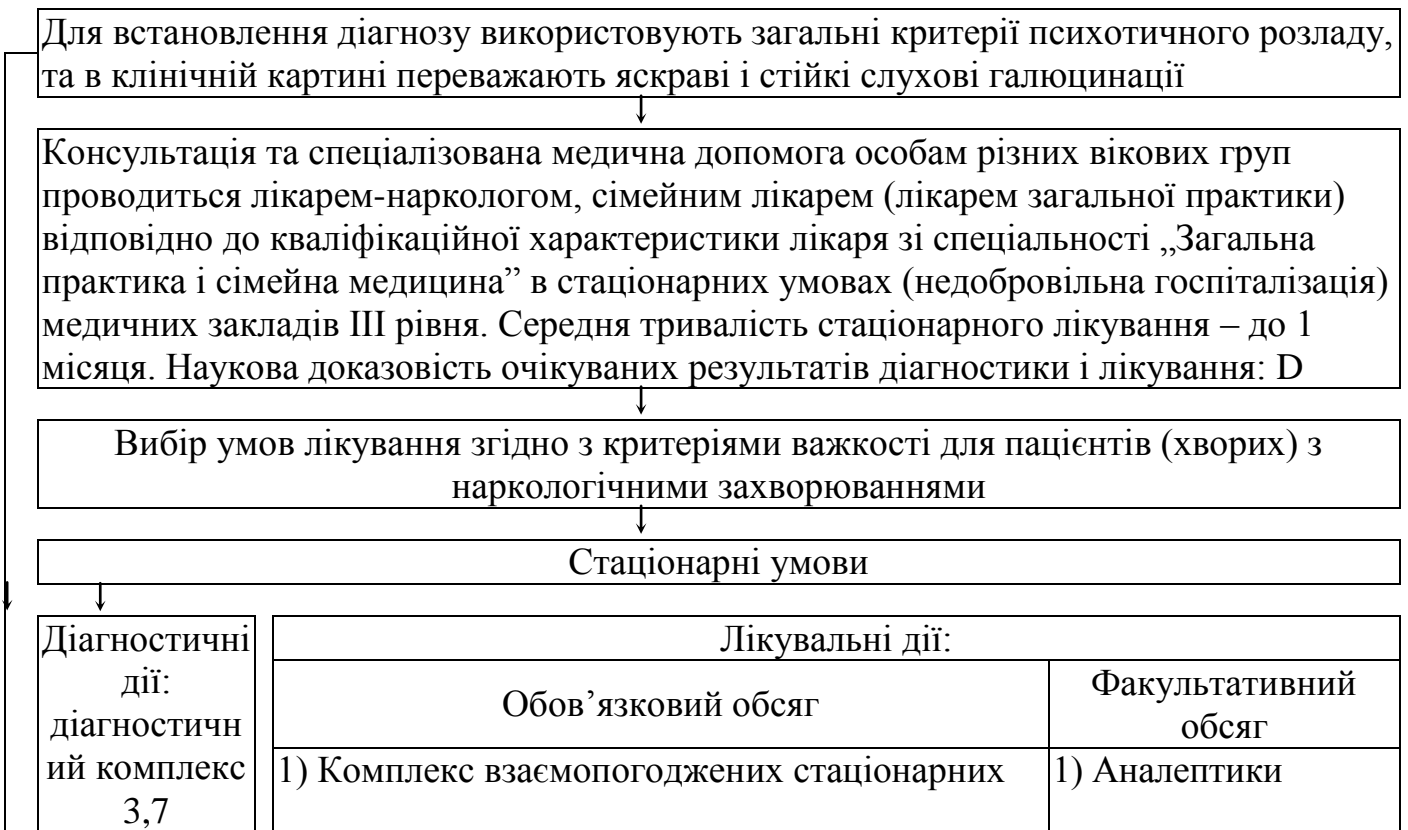 Для встановлення діагнозу використовують загальні критерії психотичного розладу,
та в клінічній картині переважають яскраві і стійкі слухові галюцинації
Консультація та спеціалізована медична допомога особам різних вікових груп
проводиться лікарем-наркологом, сімейним лікарем (лікарем загальної практики)
відповідно до кваліфікаційної характеристики лікаря зі спеціальності „Загальна
практика і сімейна медицина” в стаціонарних умовах (недобровільна госпіталізація)
медичних закладів III рівня. Середня тривалість стаціонарного лікування – до 1
місяця. Наукова доказовість очікуваних результатів діагностики і лікування: D
Вибір умов лікування згідно з критеріями важкості для пацієнтів (хворих) з
наркологічними захворюваннями
Стаціонарні умови
Діагностичні
дії:
діагностичн
ий комплекс
3,7
Лікувальні дії:
Обов’язковий обсяг
Факультативний
обсяг
1) Комплекс взаємопогоджених стаціонарних
1) Аналептики